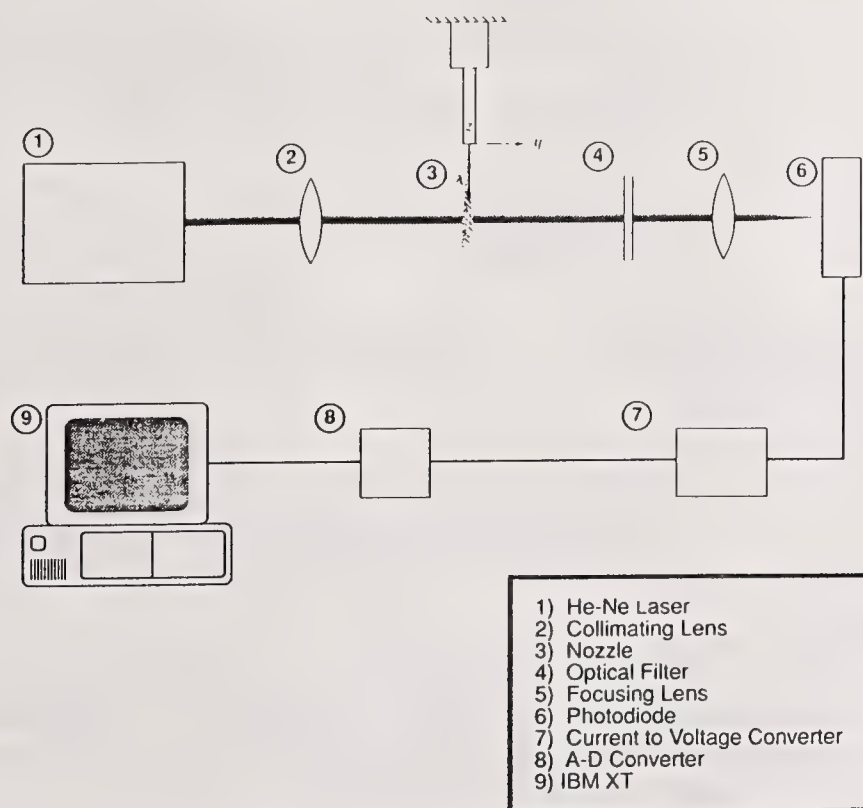 1
2
3
4
5
6
7
8
9
1) He-Ne Laser
2) Collimating Lens
3) Nozzle
4) Optical Filter
5) Focusing Lens
6) Photodiode
7) Current to Voltage Converter
8) A-D Converter
9) IBM XT